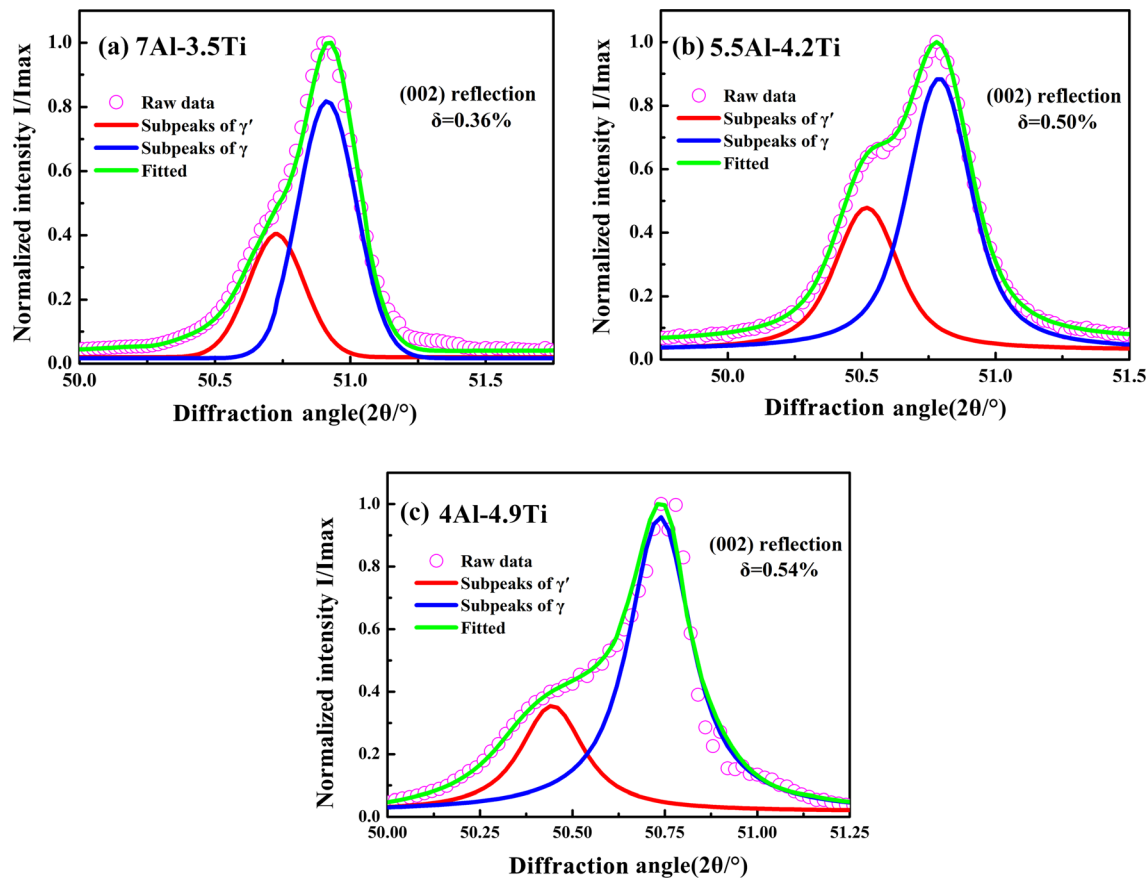 (a) 7Al-3.5Ti
Raw data
Subpeaks of γ′
Subpeaks of γ
Fitted
(002) reflection
δ=0.36%
Normalized intensity I/Imax
1.0
0.8
0.6
0.4
0.2
0.0
50.0 50.5 51.0 51.5
Diffraction angle(2θ/°)
(b) 5.5Al-4.2Ti
Raw data
Subpeaks of γ′
Subpeaks of γ
Fitted
(002) reflection
δ=0.50%
Normalized intensity I/Imax
1.0
0.8
0.6
0.4
0.2
0.0
50.0 50.5 51.0 51.5
Diffraction angle(2θ/°)
(c) 4Al-4.9Ti
Raw data
Subpeaks of γ′
Subpeaks of γ
Fitted
(002) reflection
δ=0.54%
Normalized intensity I/Imax
1.0
0.8
0.6
0.4
0.2
0.0
50.00 50.25 50.50 50.75 51.00 51.25
Diffraction angle(2θ/°)